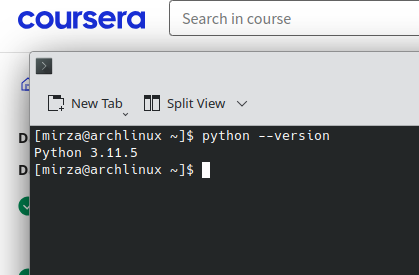 coursera
Search in course
New Tab
Split View
D
D
[mirza@archlinux ~]$ python --version
Python 3.11.5
[mirza@archlinux ~]$